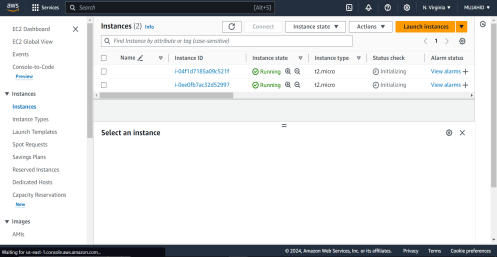 aws
Services
Search
[Alt+S]
N. Virginia
MUJAHID
EC2 Dashboard
EC2 Global View
Events
Console-to-Code
Preview
Instances
Instances
Instance Types
Launch Templates
Spot Requests
Savings Plans
Reserved Instances
Dedicated Hosts
Capacity Reservations
New
Images
AMIs
Instances (2) Info
Connect
Instance state
Actions
Launch instances
Find Instance by attribute or tag (case-sensitive)
1
Name
Instance ID
Instance state
Instance type
Status check
Alarm status
i-04f1d7185a09c521f
Running
t2.micro
Initializing
View alarms +
i-0ee0fb7ac32d52997
Running
t2.micro
Initializing
View alarms +
Select an instance
Waiting for us-east-1.console.aws.amazon.com...
© 2024, Amazon Web Services, Inc. or its affiliates.
Privacy
Terms
Cookie preferences